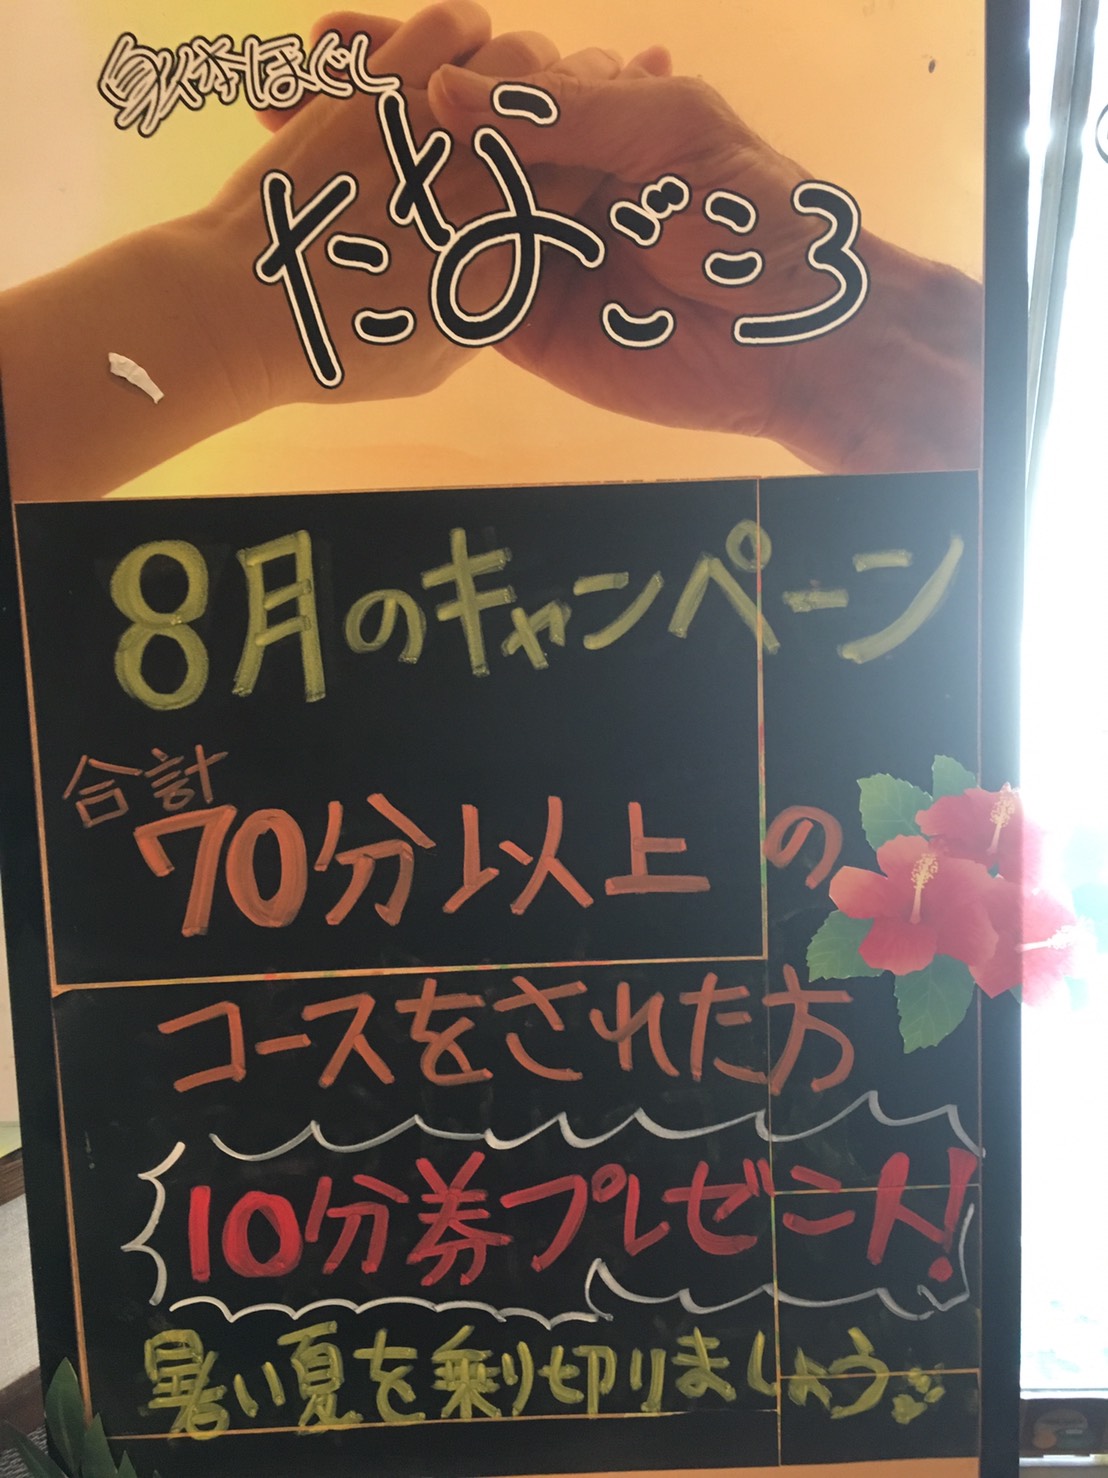 ほぐし
たなごころ
8月のキャンペーン
合計
70分以上の
コースをされた方
10分券プレゼント!
暑い夏を乗り切りましょう